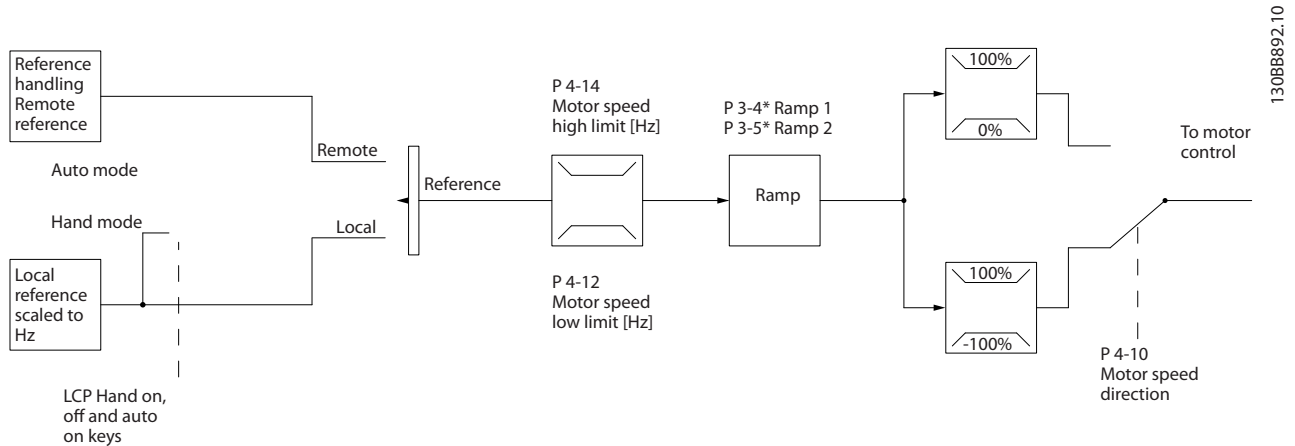 130BB892.10
Reference
handling
Remote
reference
Auto mode
Remote
Hand mode
Local
Local
reference
scaled to
Hz
LCP Hand on,
off and auto
on keys
Reference
P 4-14
Motor speed
high limit [Hz]
P 4-12
Motor speed
low limit [Hz]
P 3-4* Ramp 1
P 3-5* Ramp 2
Ramp
100%
0%
100%
-100%
To motor
control
P 4-10
Motor speed
direction